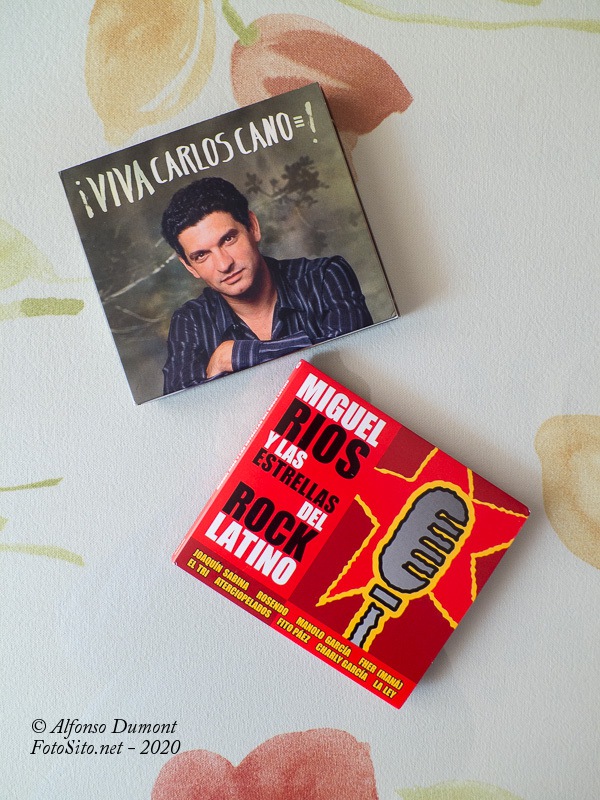 ¡VIVA CARLOS CANO=!
MIGUEL
RIOS
Y LAS
ESTRELLAS
DEL
ROCK
LATINO
JOAQUÍN SABINA ROSENDO MANOLO GARCÍA FHER (MANÁ)
EL TRI ATERCIOPELADOS FITO PÁEZ CHARLY GARCÍA LA LEY
© Alfonso Dumont
FotoSito.net - 2020